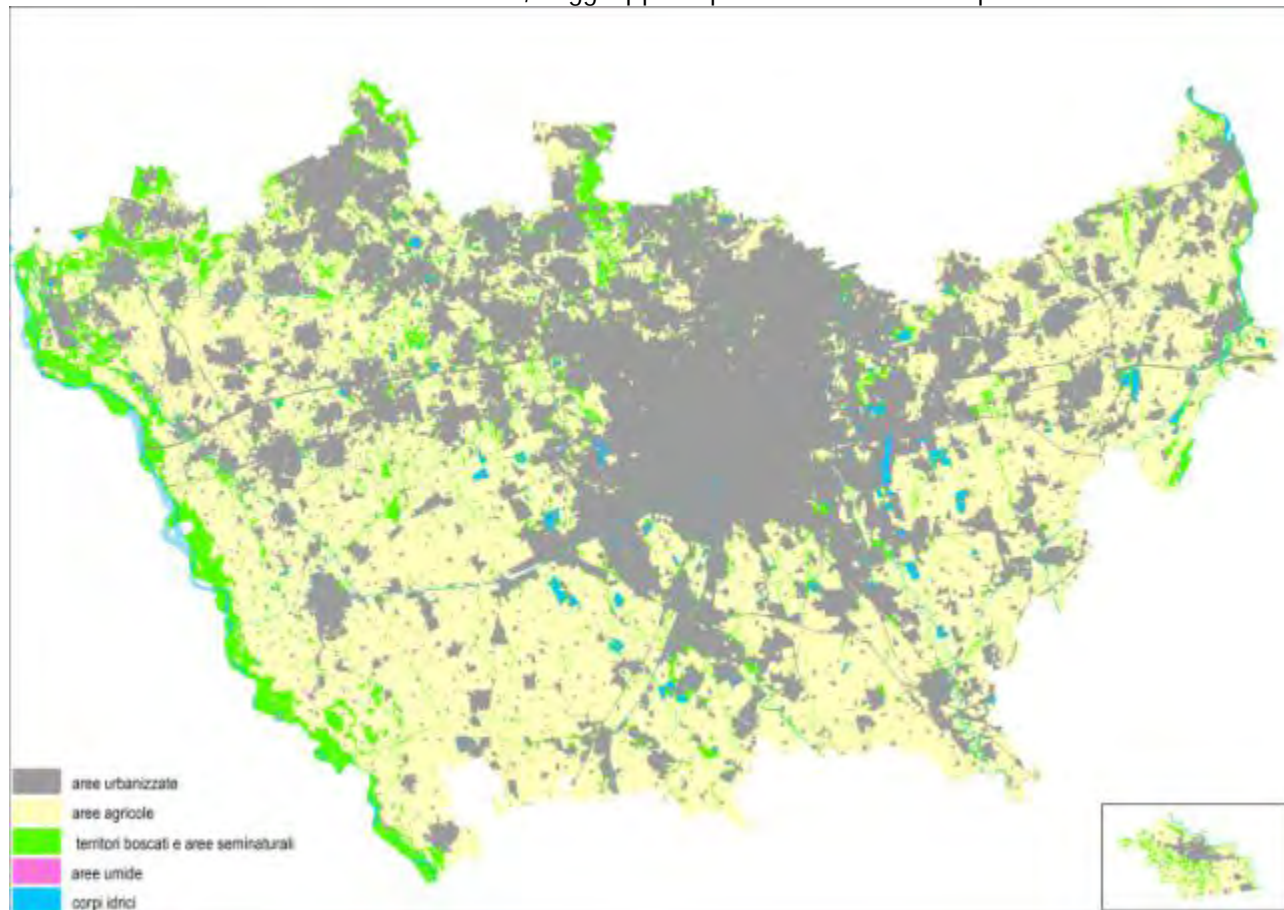 aree urbanizzate
aree agricole
territori boscati e aree seminaturali
aree umide
corpi idrici